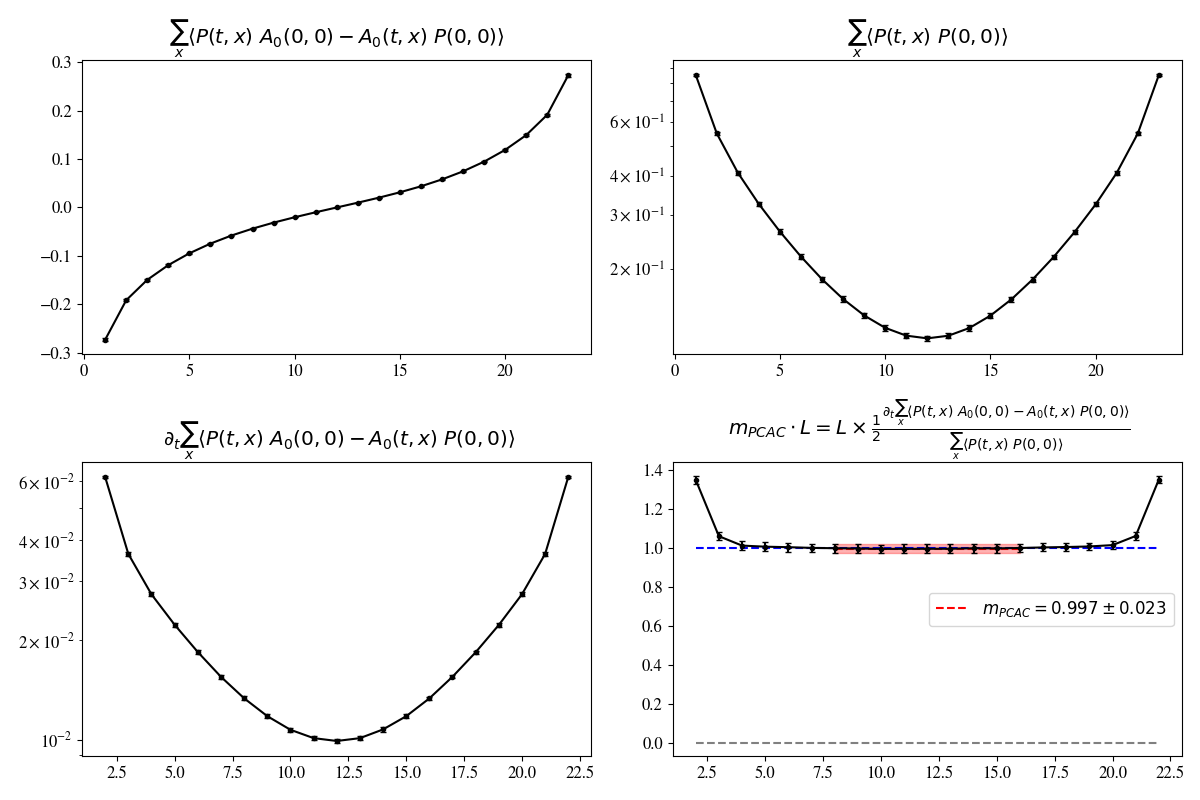 ∑ₓ⟨P(t, x) A₀(0, 0) − A₀(t, x) P(0, 0)⟩
0.3
0.2
0.1
0.0
−0.1
−0.2
−0.3
0 5 10 15 20
∑ₓ⟨P(t, x) P(0, 0)⟩
6 × 10⁻¹
4 × 10⁻¹
3 × 10⁻¹
2 × 10⁻¹
0 5 10 15 20
∂ₜ∑ₓ⟨P(t, x) A₀(0, 0) − A₀(t, x) P(0, 0)⟩
6 × 10⁻²
4 × 10⁻²
3 × 10⁻²
2 × 10⁻²
10⁻²
2.5 5.0 7.5 10.0 12.5 15.0 17.5 20.0 22.5
m_PCAC · L = L × 1/2 ∂ₜ∑ₓ⟨P(t, x) A₀(0, 0) − A₀(t, x) P(0, 0)⟩ / ∑ₓ⟨P(t, x) P(0, 0)⟩
1.4
1.2
1.0
0.8
0.6
0.4
0.2
0.0
m_PCAC = 0.997 ± 0.023
2.5 5.0 7.5 10.0 12.5 15.0 17.5 20.0 22.5